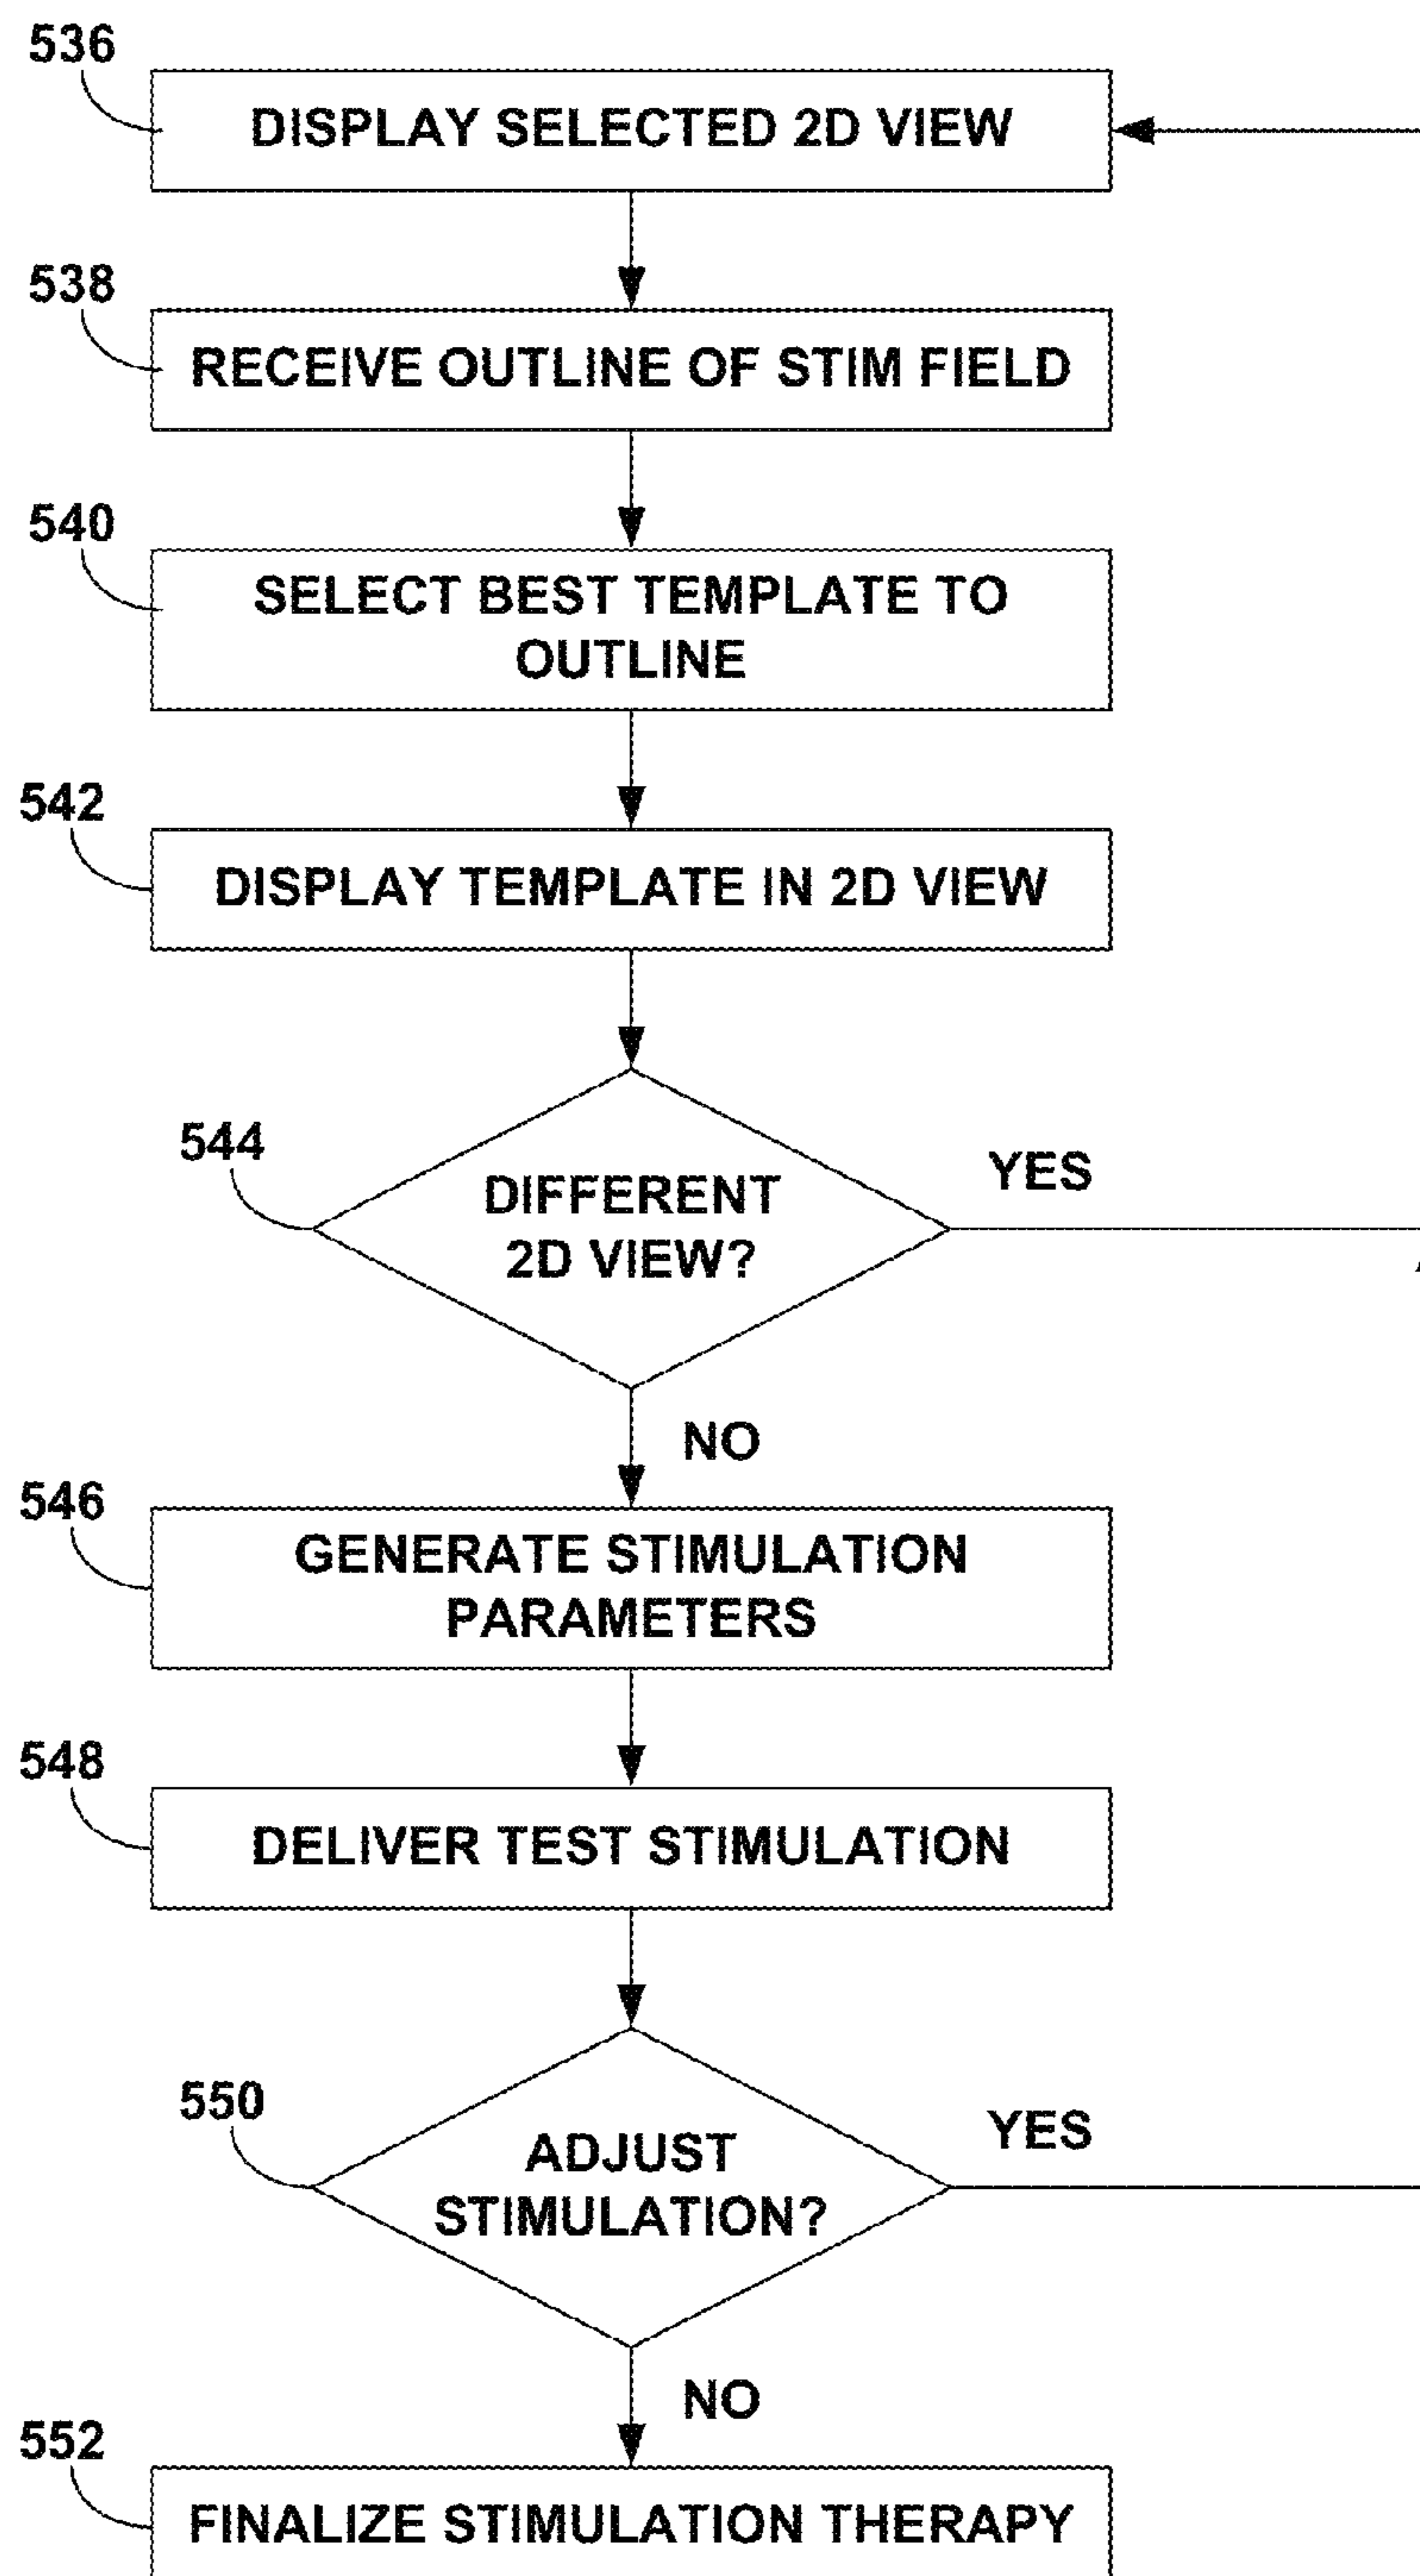 536
DISPLAY SELECTED 2D VIEW
538
RECEIVE OUTLINE OF STIM FIELD
540
SELECT BEST TEMPLATE TO
OUTLINE
542
DISPLAY TEMPLATE IN 2D VIEW
544
DIFFERENT
2D VIEW?
YES
NO
546
GENERATE STIMULATION
PARAMETERS
548
DELIVER TEST STIMULATION
550
ADJUST
STIMULATION?
YES
NO
552
FINALIZE STIMULATION THERAPY